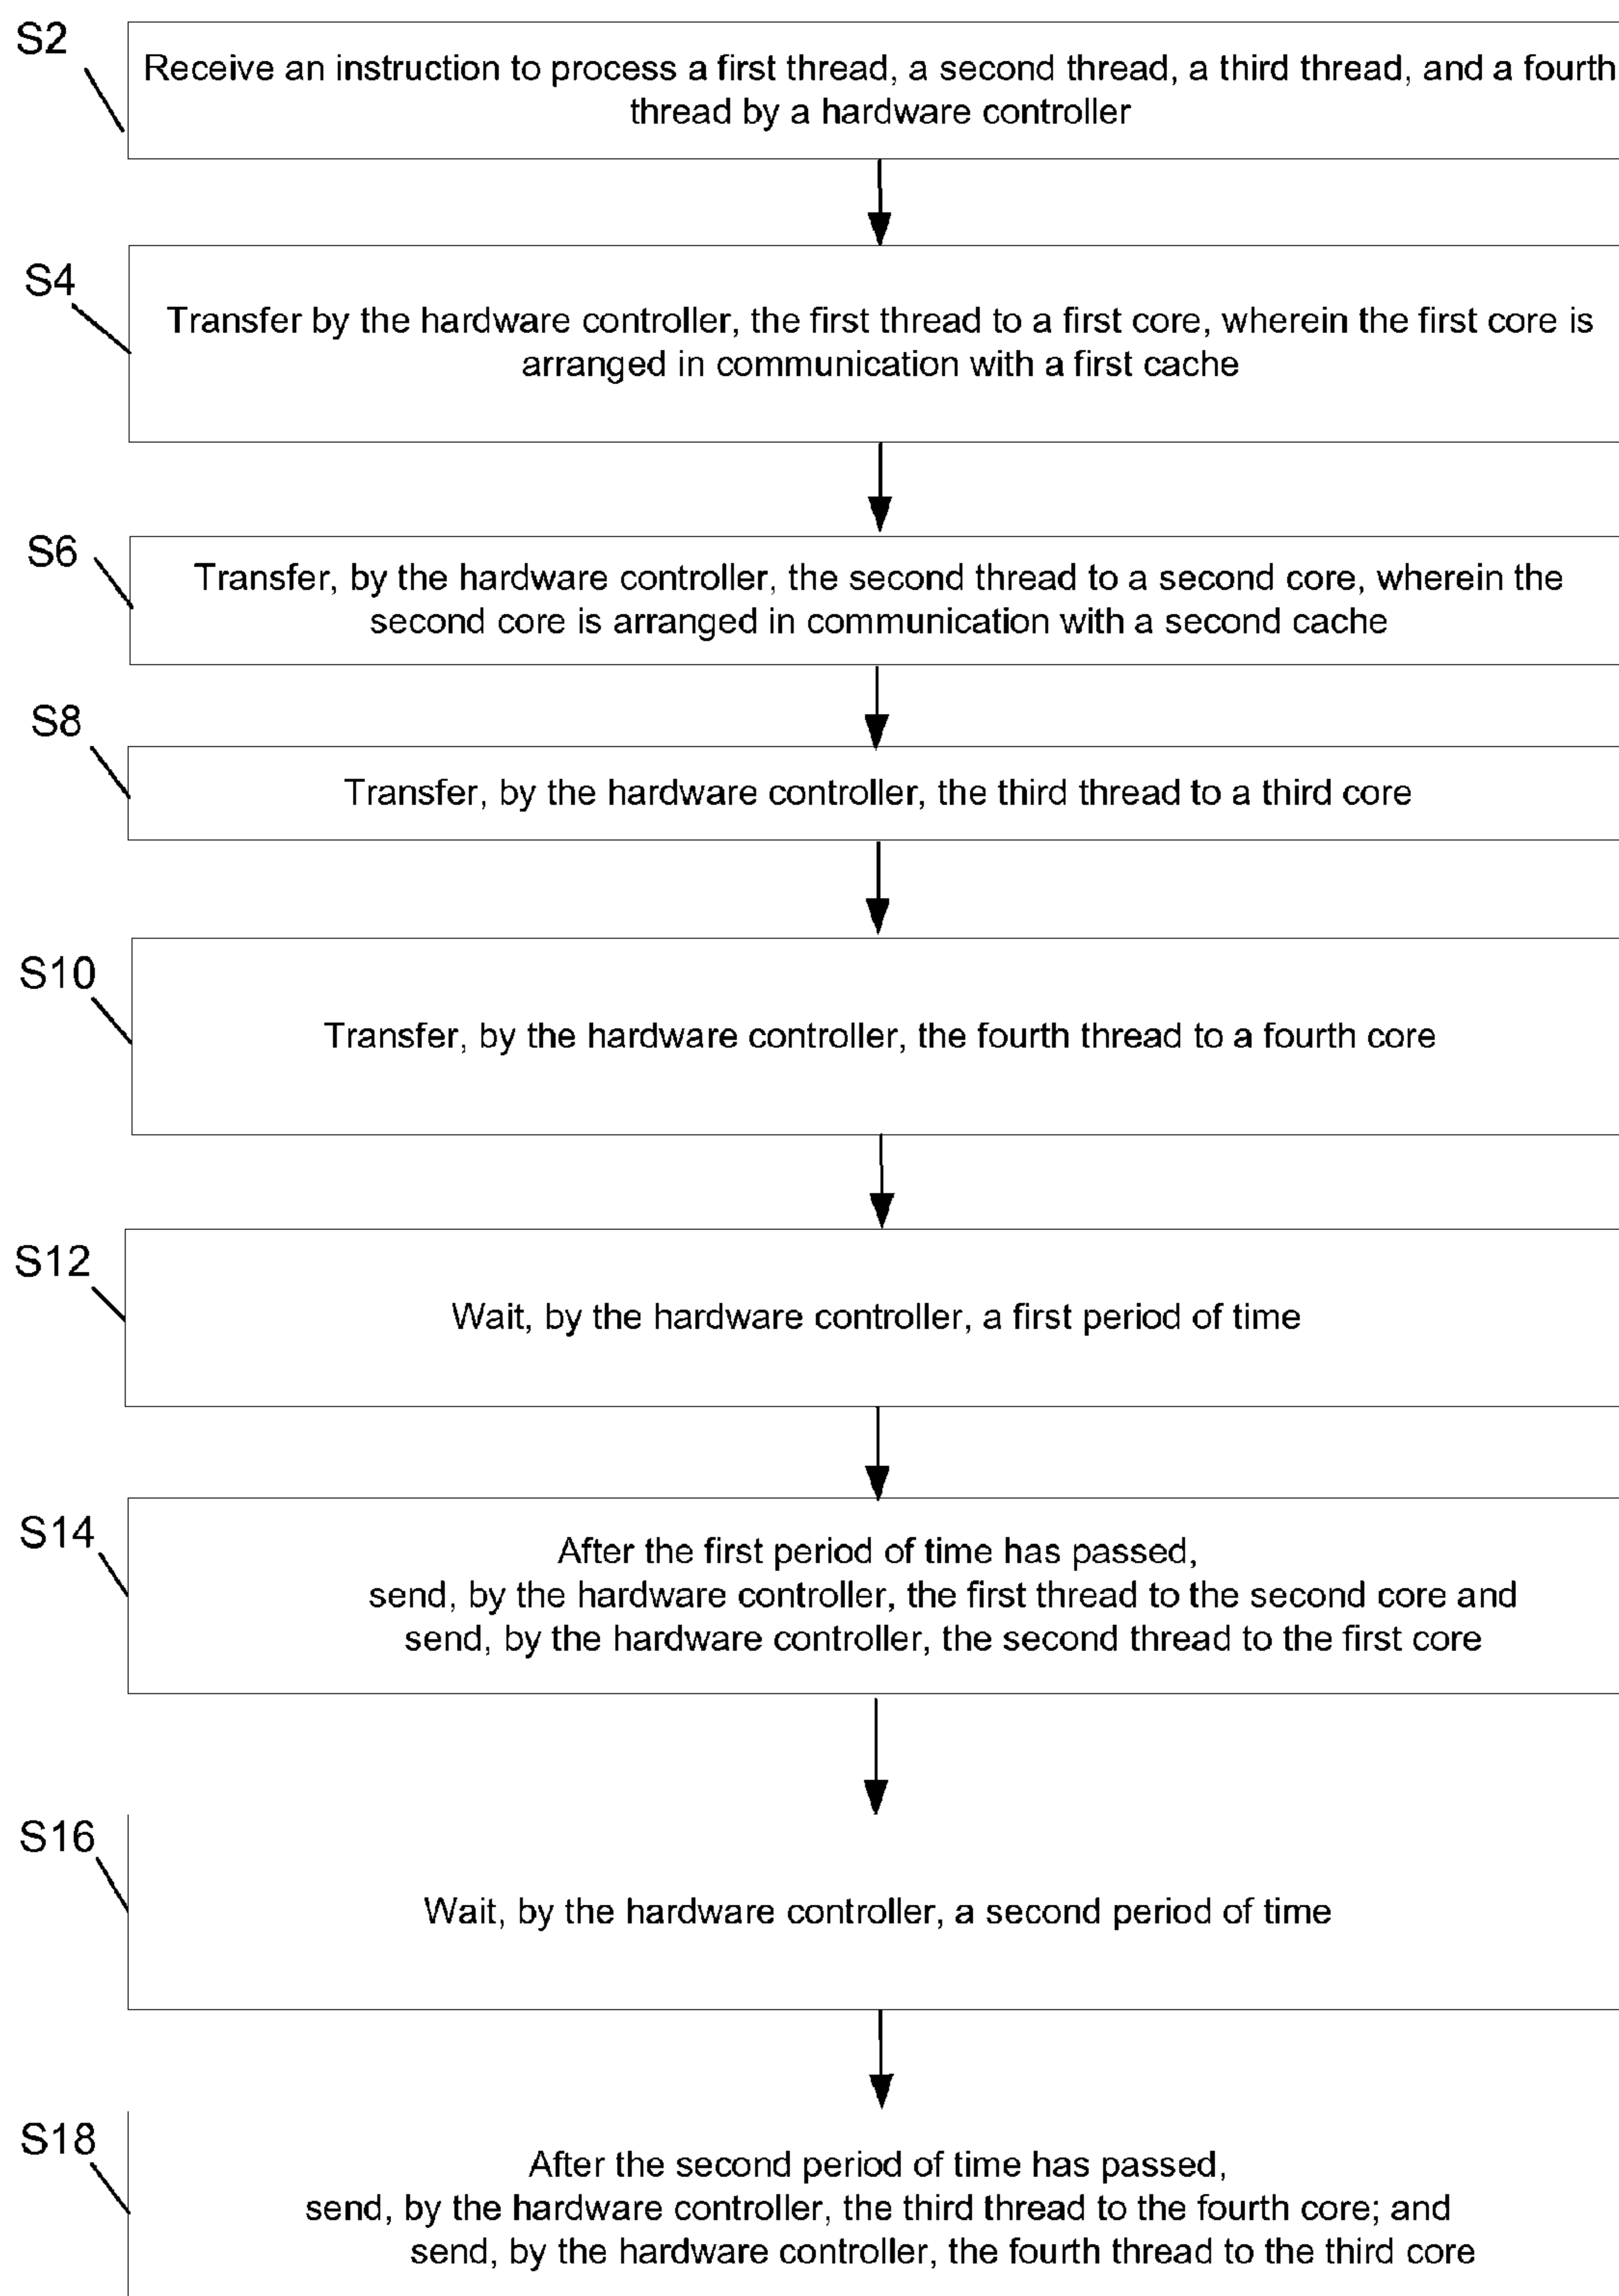 S2
Receive an instruction to process a first thread, a second thread, a third thread, and a fourth
thread by a hardware controller
S4
Transfer by the hardware controller, the first thread to a first core, wherein the first core is
arranged in communication with a first cache
S6
Transfer, by the hardware controller, the second thread to a second core, wherein the
second core is arranged in communication with a second cache
S8
Transfer, by the hardware controller, the third thread to a third core
S10
Transfer, by the hardware controller, the fourth thread to a fourth core
S12
Wait, by the hardware controller, a first period of time
S14
After the first period of time has passed,
send, by the hardware controller, the first thread to the second core and
send, by the hardware controller, the second thread to the first core
S16
Wait, by the hardware controller, a second period of time
S18
After the second period of time has passed,
send, by the hardware controller, the third thread to the fourth core; and
send, by the hardware controller, the fourth thread to the third core